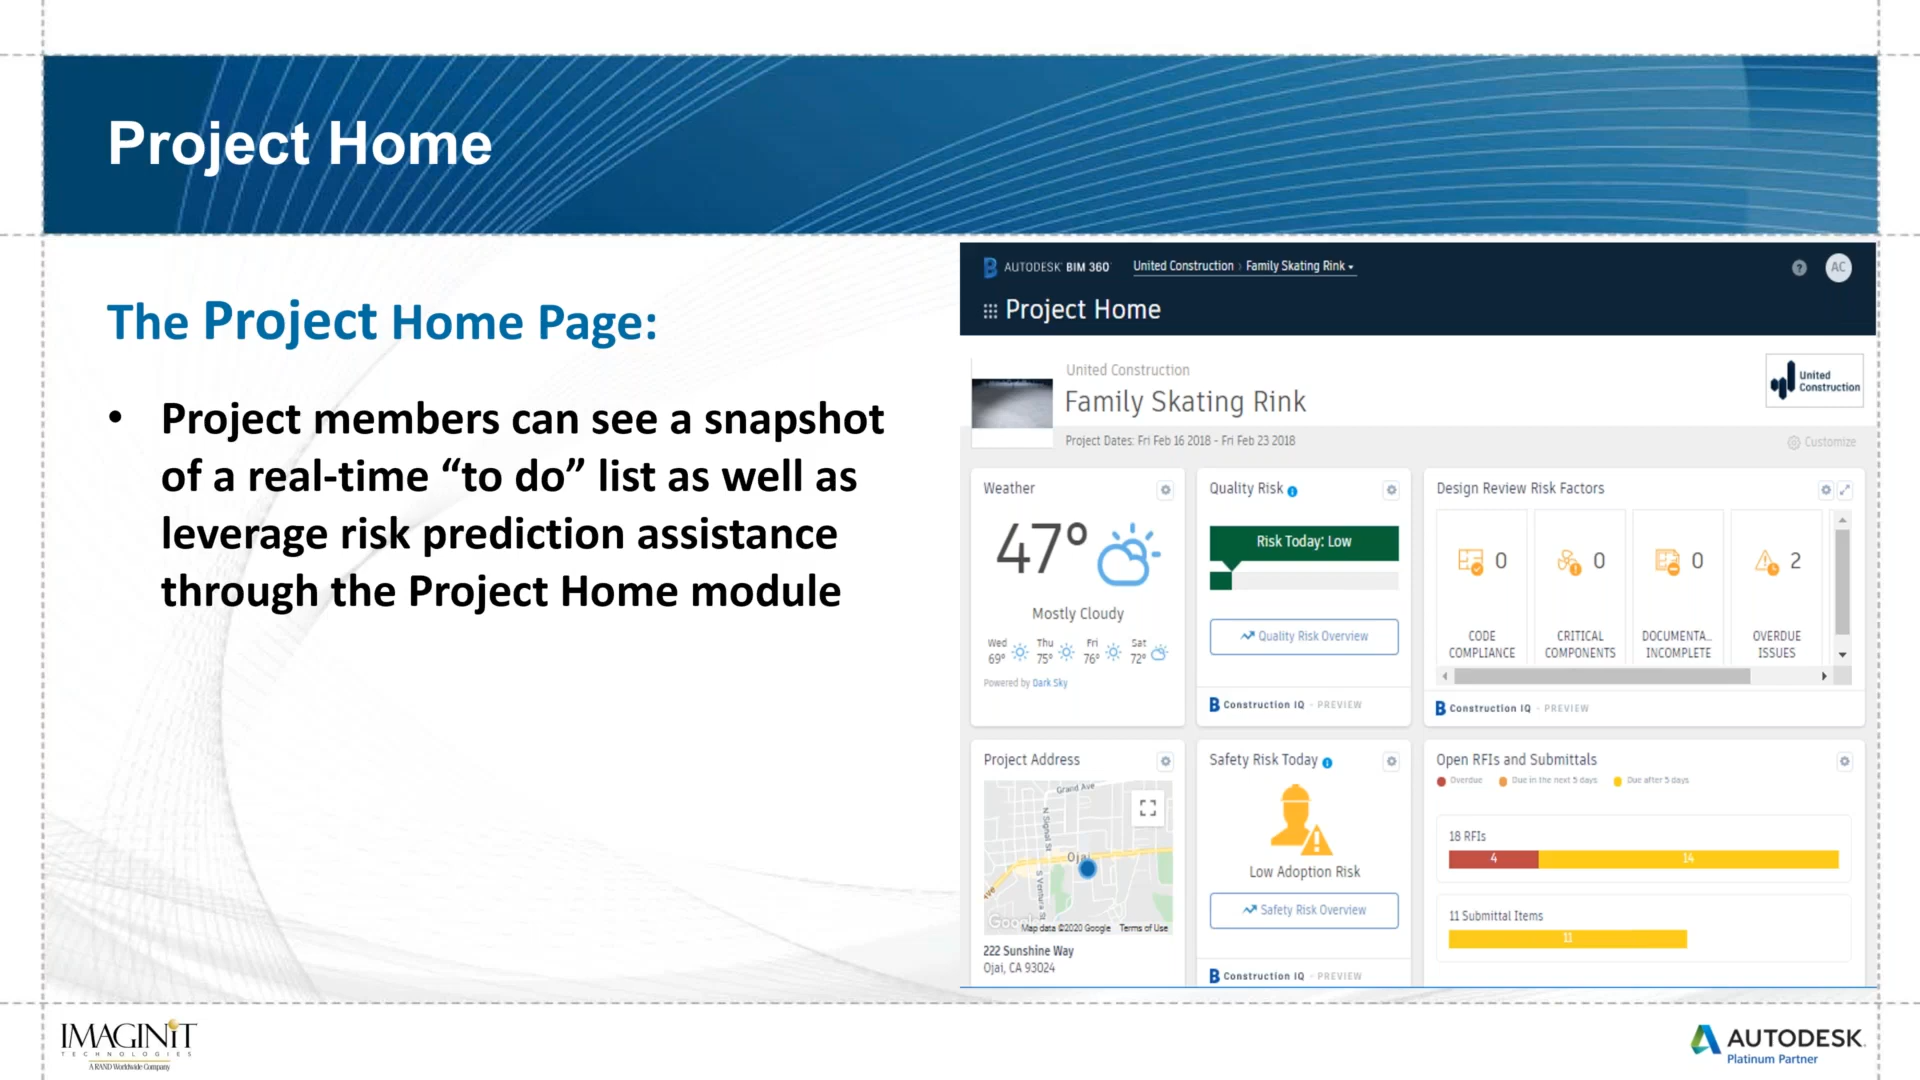 Project Home
The Project Home Page:
• Project members can see a snapshot
of a real-time “to do” list as well as
leverage risk prediction assistance
through the Project Home module
AUTODESK BIM 360
United Construction › Family Skating Rink
?
AC
Project Home
United Construction
Family Skating Rink
Project Dates: Fri Feb 16 2018 - Fri Feb 23 2018
United
Construction
Customize
Weather
47°
Mostly Cloudy
Wed Thu Fri Sat
69° 75° 76° 72°
Powered by Dark Sky
Quality Risk
Risk Today: Low
Quality Risk Overview
Construction IQ - PREVIEW
Design Review Risk Factors
0 0 0 2
CODE
COMPLIANCE
CRITICAL
COMPONENTS
DOCUMENTA...
INCOMPLETE
OVERDUE
ISSUES
Construction IQ - PREVIEW
Project Address
Grand Ave
N Signal St
Ojai
S Ventura St
Ave
Google
Map data ©2020 Google Terms of Use
222 Sunshine Way
Ojai, CA 93024
Safety Risk Today
Low Adoption Risk
Safety Risk Overview
Construction IQ - PREVIEW
Open RFIs and Submittals
Overdue Due in the next 5 days Due after 5 days
18 RFIs
4 14
11 Submittal Items
11
IMAGINiT
TECHNOLOGIES
A RAND Worldwide Company
AUTODESK
Platinum Partner